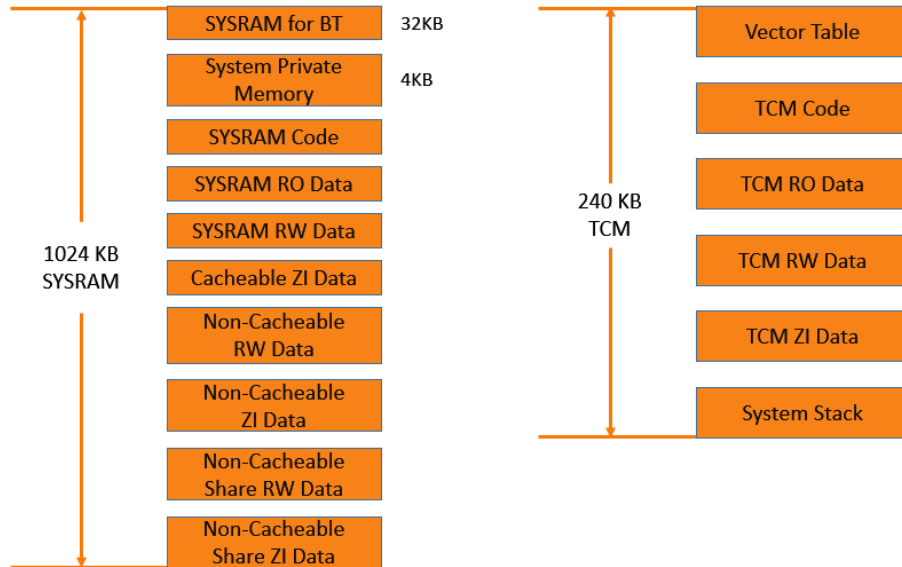 SYSRAM for BT
32KB
System Private
Memory
4KB
SYSRAM Code
SYSRAM RO Data
SYSRAM RW Data
1024 KB
SYSRAM
Cacheable ZI Data
Non-Cacheable
RW Data
Non-Cacheable
ZI Data
Non-Cacheable
Share RW Data
Non-Cacheable
Share ZI Data
Vector Table
TCM Code
TCM RO Data
240 KB
TCM
TCM RW Data
TCM ZI Data
System Stack